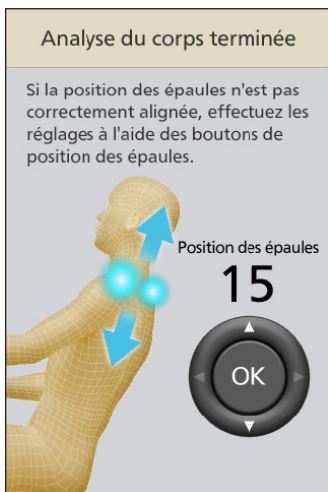 Analyse du corps terminée
Si la position des épaules n'est pas
correctement alignée, effectuez les
réglages à l'aide des boutons de
position des épaules.
Position des épaules
15
OK